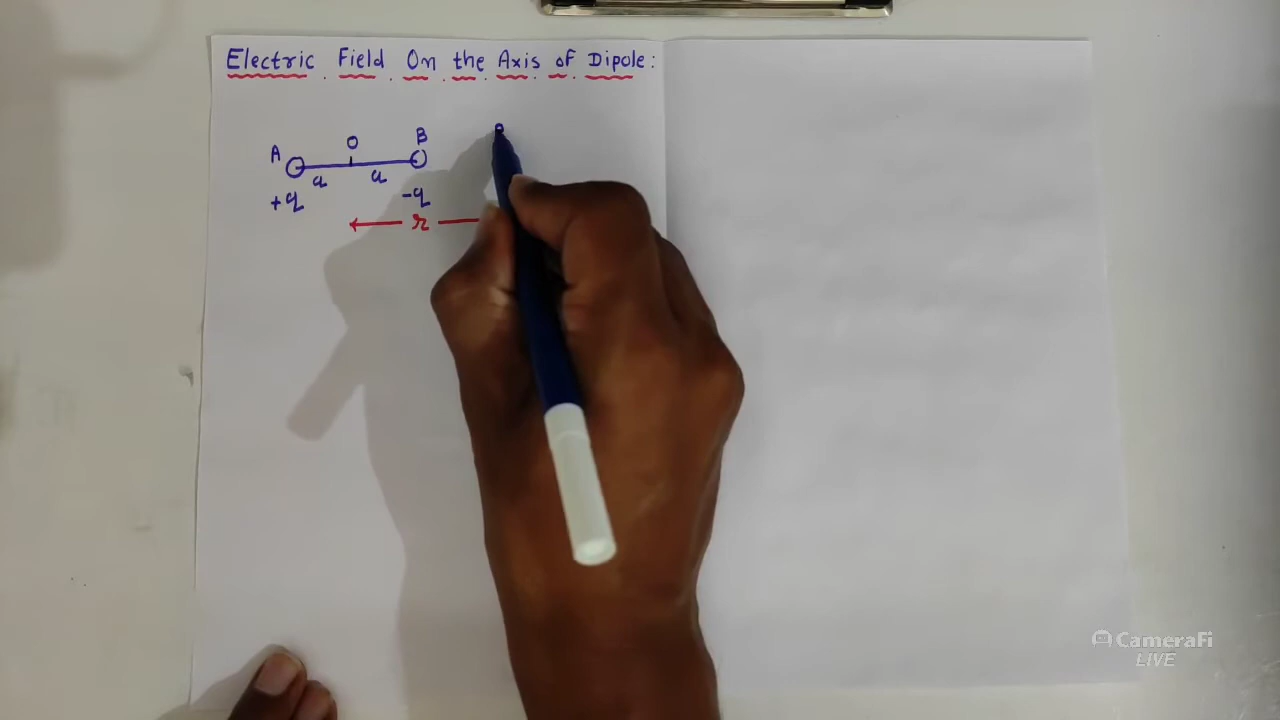 Electric Field On the Axis of Dipole:
A O B
a a
+q -q
r
CameraFi
LIVE